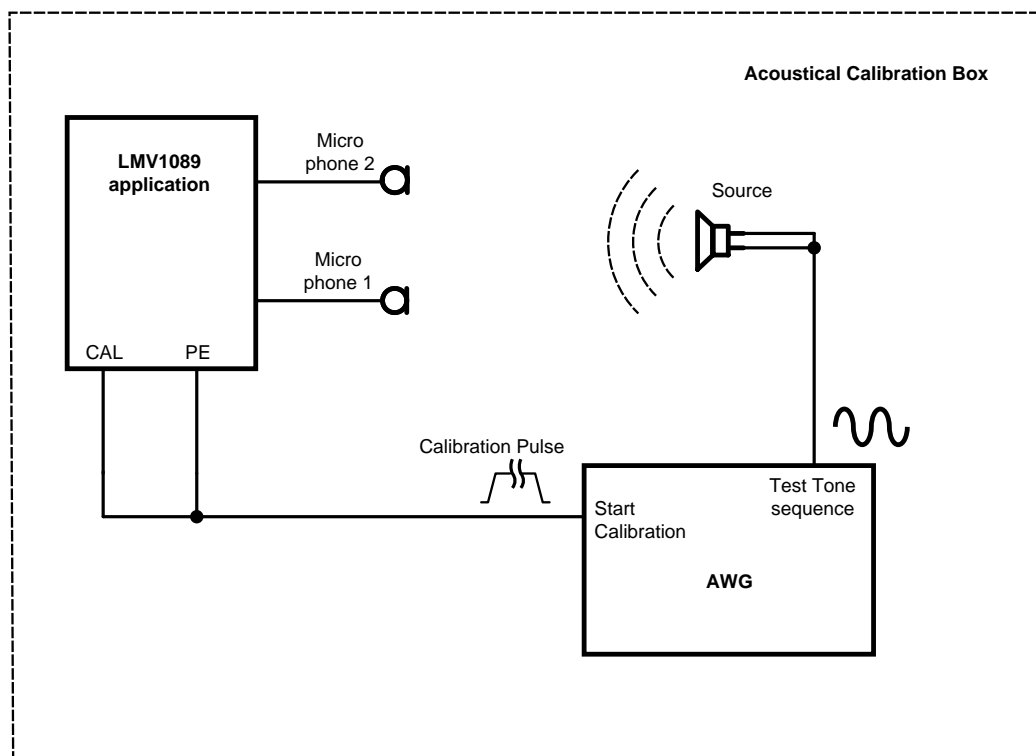 Acoustical Calibration Box
LMV1089
application
Micro
phone 2
Source
Micro
phone 1
CAL
PE
Calibration Pulse
Test Tone
sequence
Start
Calibration
AWG